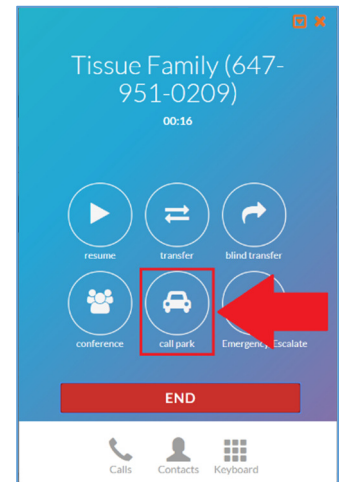 Tissue Family (647-
951-0209)
00:16
resume transfer blind transfer
conference call park Emergency Escalate
END
Calls Contacts Keyboard